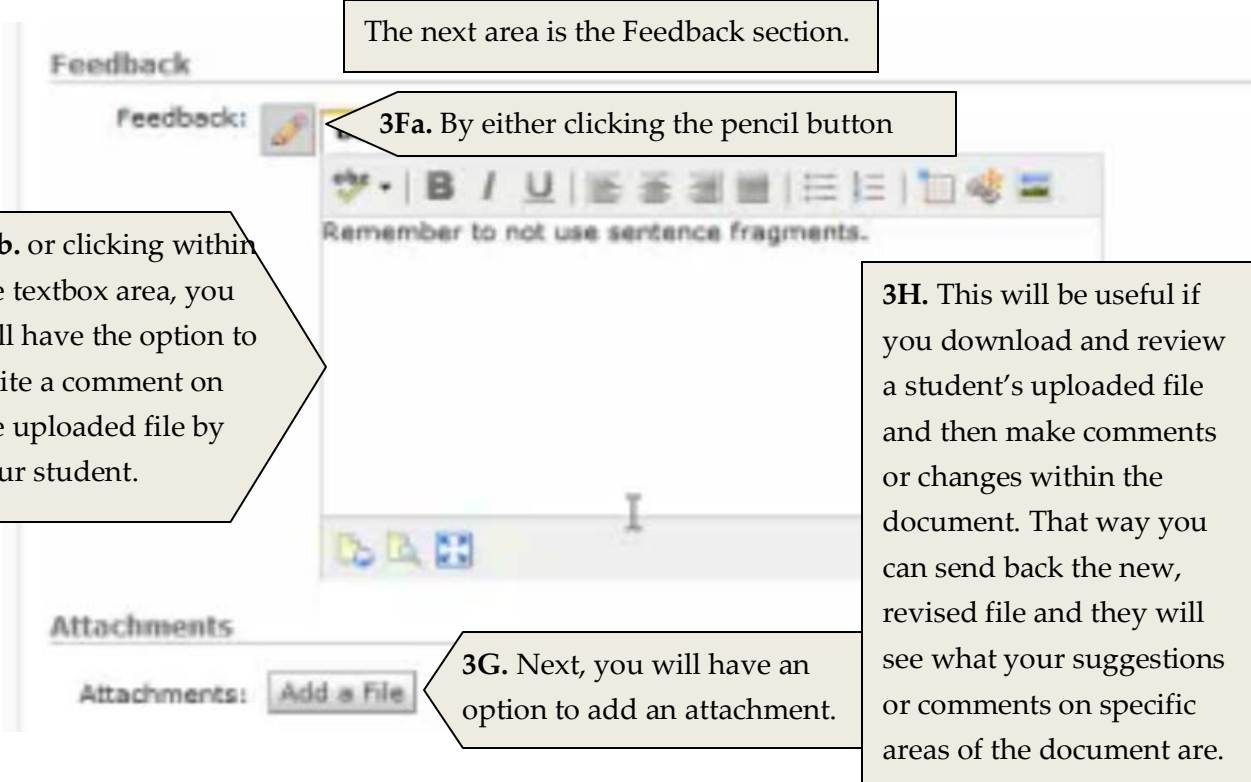 The next area is the Feedback section.
Feedback
Feedback:
3Fa. By either clicking the pencil button
B I U
Remember to not use sentence fragments.
b. or clicking within
e textbox area, you
ll have the option to
ite a comment on
e uploaded file by
ur student.
3H. This will be useful if
you download and review
a student’s uploaded file
and then make comments
or changes within the
document. That way you
can send back the new,
revised file and they will
see what your suggestions
or comments on specific
areas of the document are.
Attachments
Attachments: Add a File
3G. Next, you will have an
option to add an attachment.